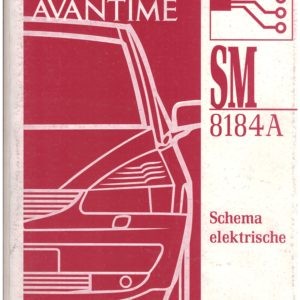 AVANTIME
SM
8184A
Schema
elektrische